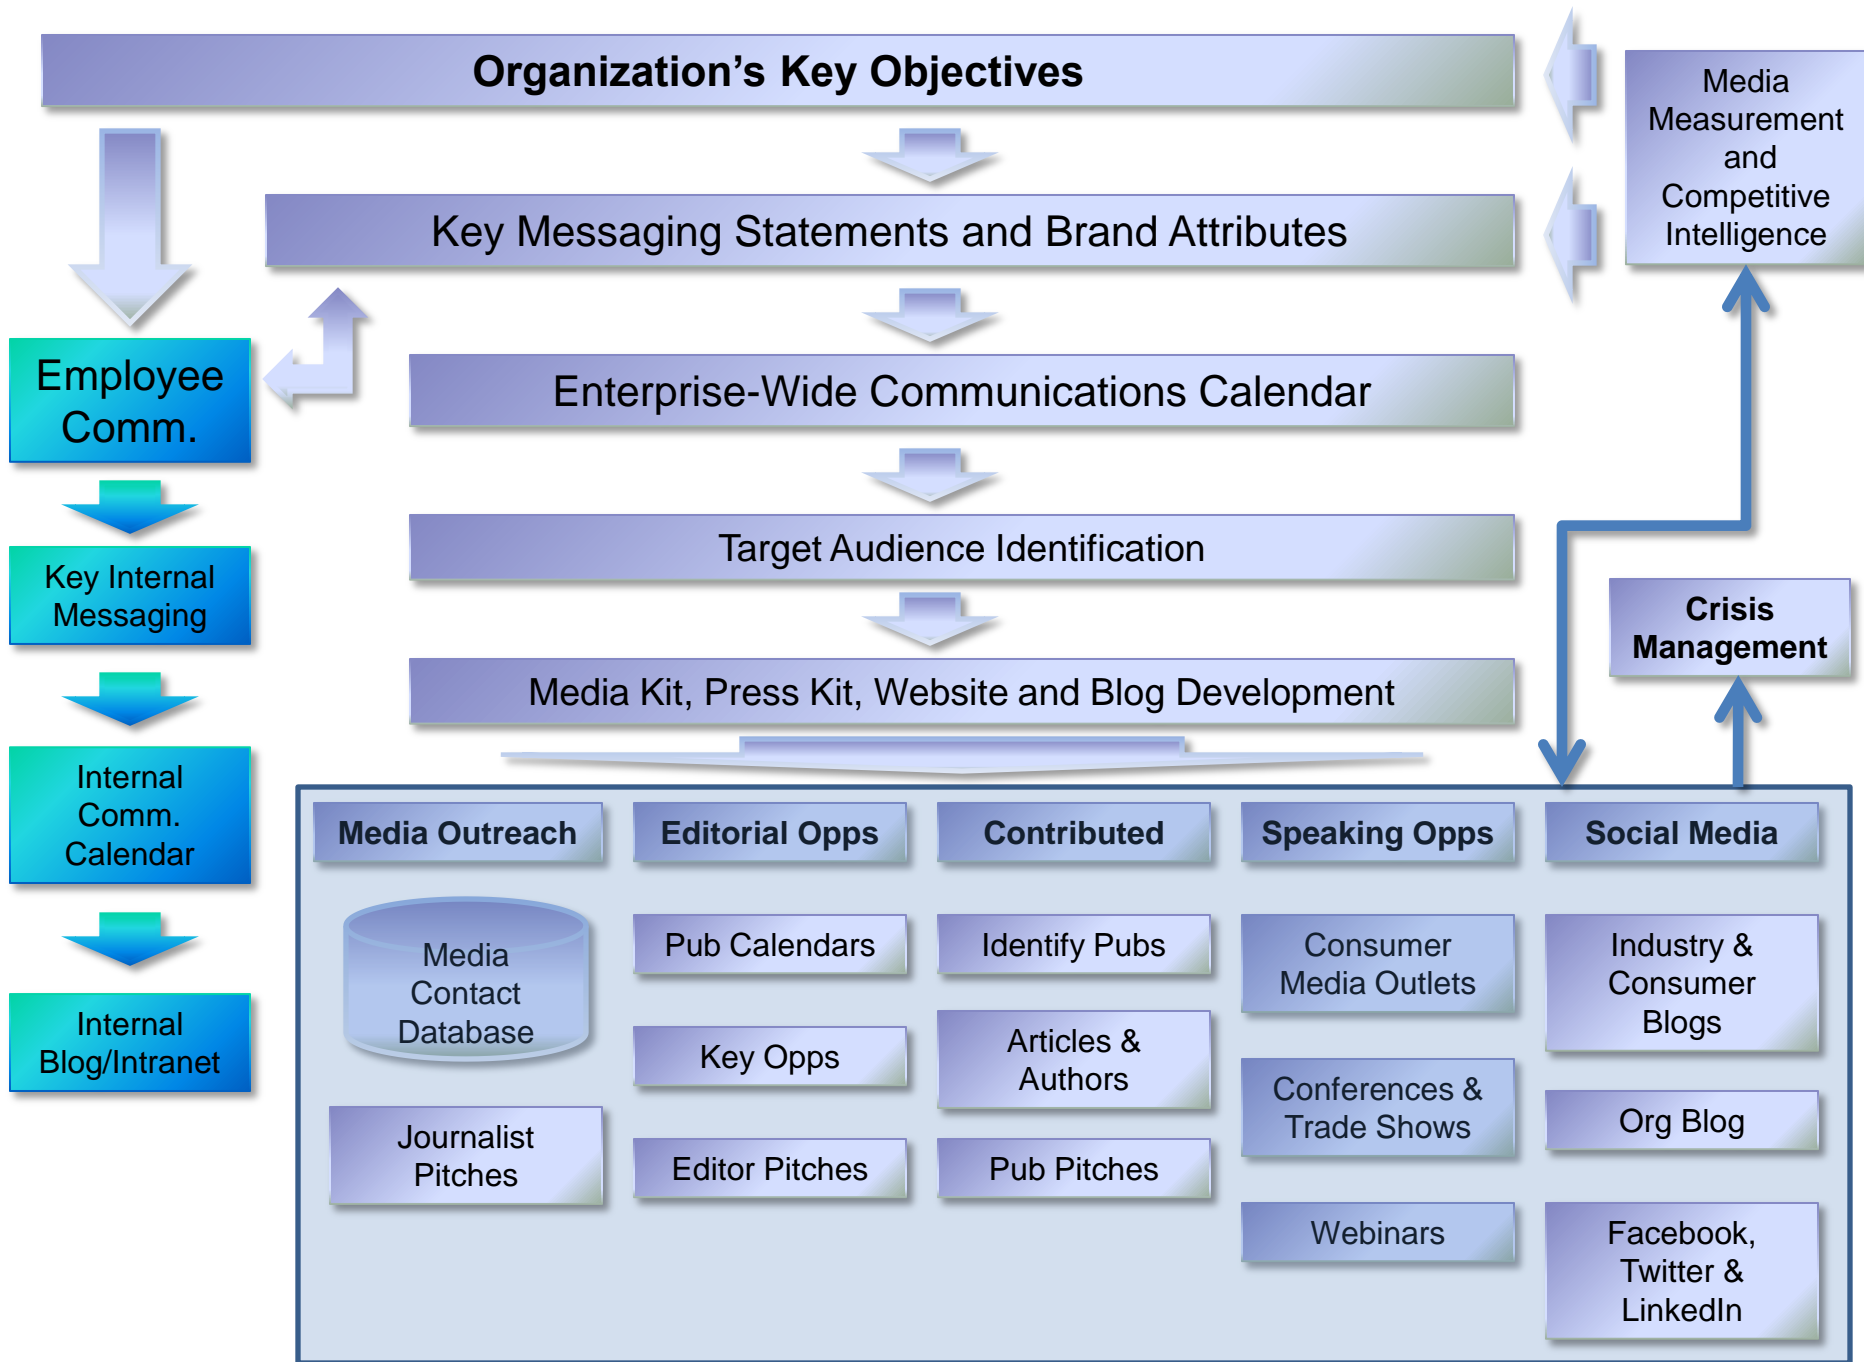 Organization’s Key Objectives
Media
Measurement
and
Competitive
Intelligence
Key Messaging Statements and Brand Attributes
Employee
Comm.
Enterprise-Wide Communications Calendar
Target Audience Identification
Key Internal
Messaging
Crisis
Management
Media Kit, Press Kit, Website and Blog Development
Internal
Comm.
Calendar
Internal
Blog/Intranet
Media Outreach
Media
Contact
Database
Journalist
Pitches
Editorial Opps
Pub Calendars
Key Opps
Editor Pitches
Contributed
Identify Pubs
Articles &
Authors
Pub Pitches
Speaking Opps
Consumer
Media Outlets
Conferences &
Trade Shows
Webinars
Social Media
Industry &
Consumer
Blogs
Org Blog
Facebook,
Twitter &
LinkedIn